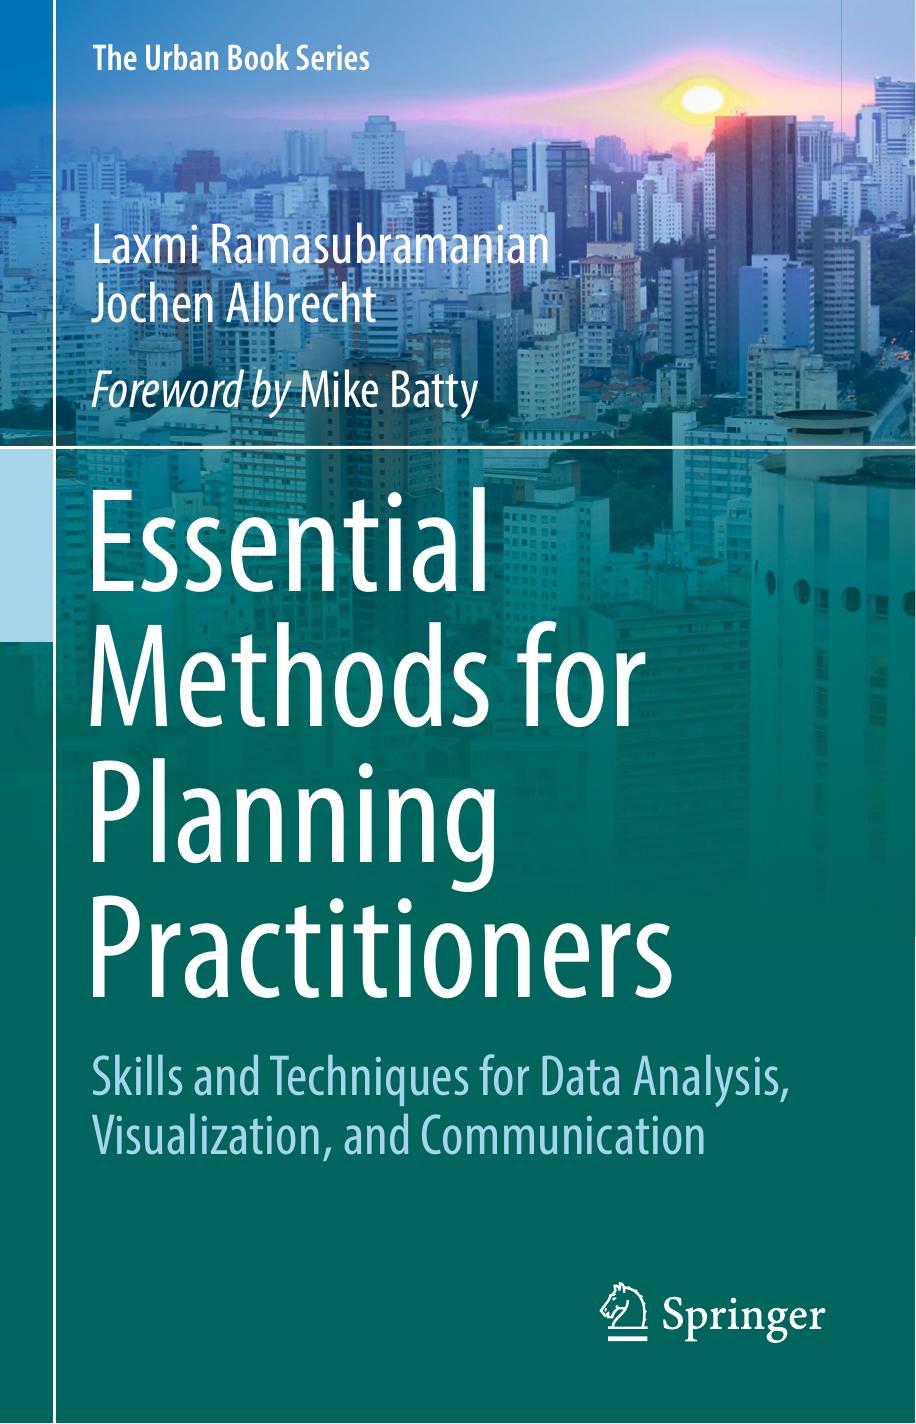 The Urban Book Series
Laxmi Ramasubramanian
Jochen Albrecht
Foreword by Mike Batty
Essential
Methods for
Planning
Practitioners
Skills and Techniques for Data Analysis,
Visualization, and Communication
Springer